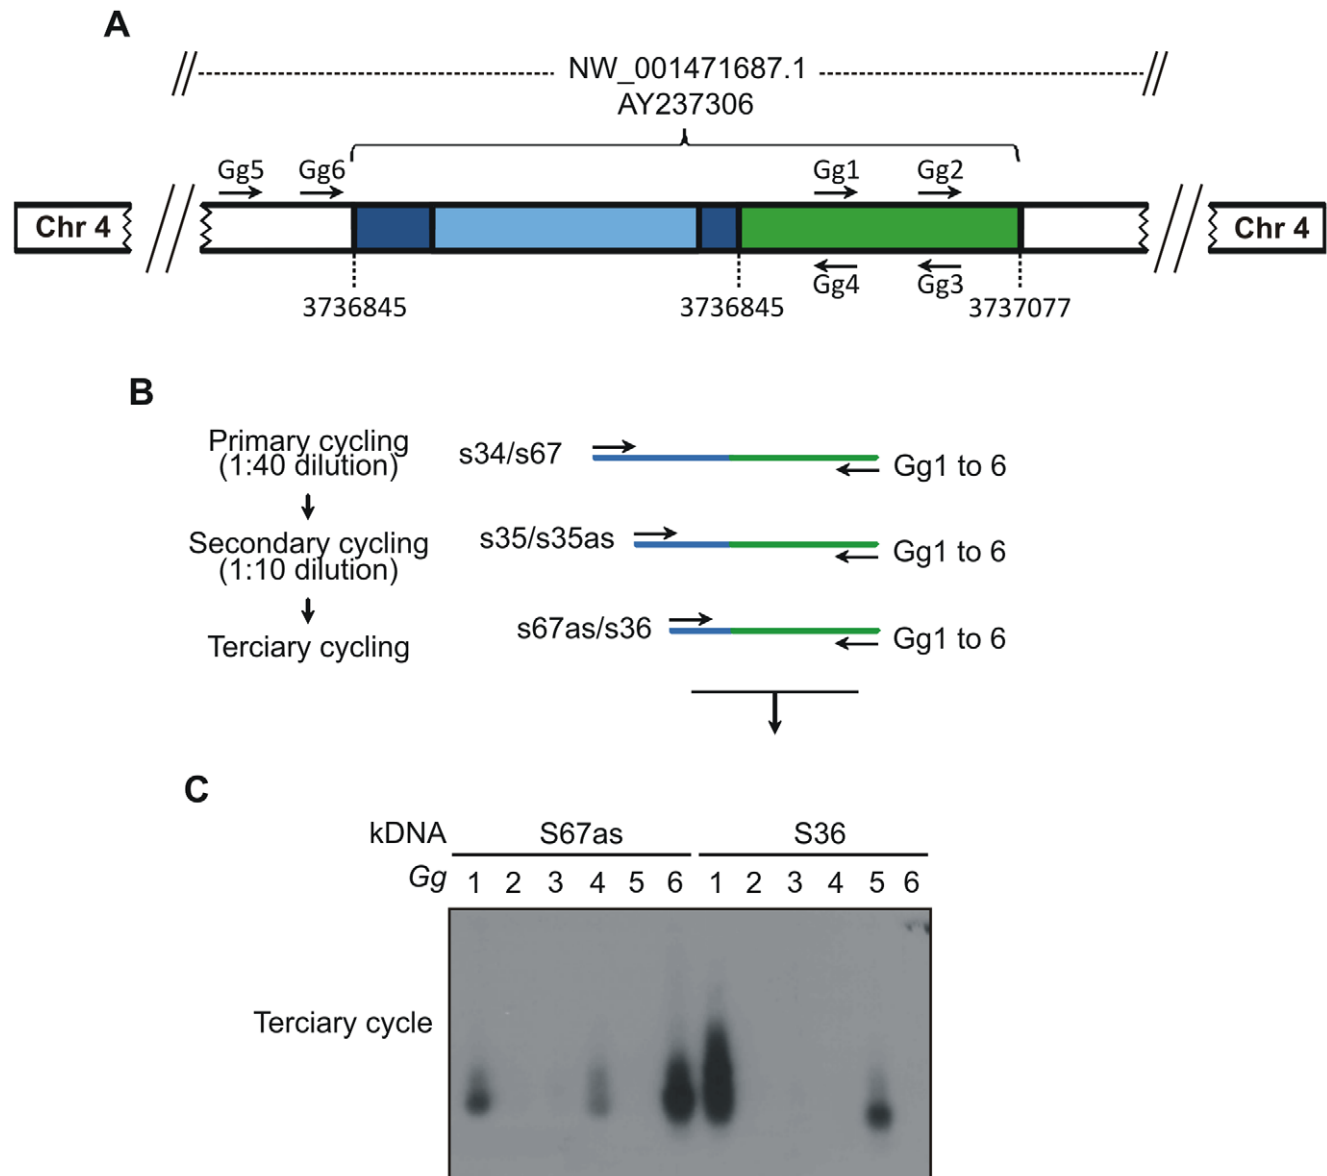 A
NW_001471687.1
AY237306
Gg5 Gg6 Gg1 Gg2
Chr 4 Chr 4
Gg4 Gg3
3736845 3736845 3737077
B
Primary cycling
(1:40 dilution)
s34/s67 Gg1 to 6
Secondary cycling
(1:10 dilution)
s35/s35as Gg1 to 6
Terciary cycling
s67as/s36 Gg1 to 6
C
kDNA S67as S36
Gg 1 2 3 4 5 6 1 2 3 4 5 6
Terciary cycle